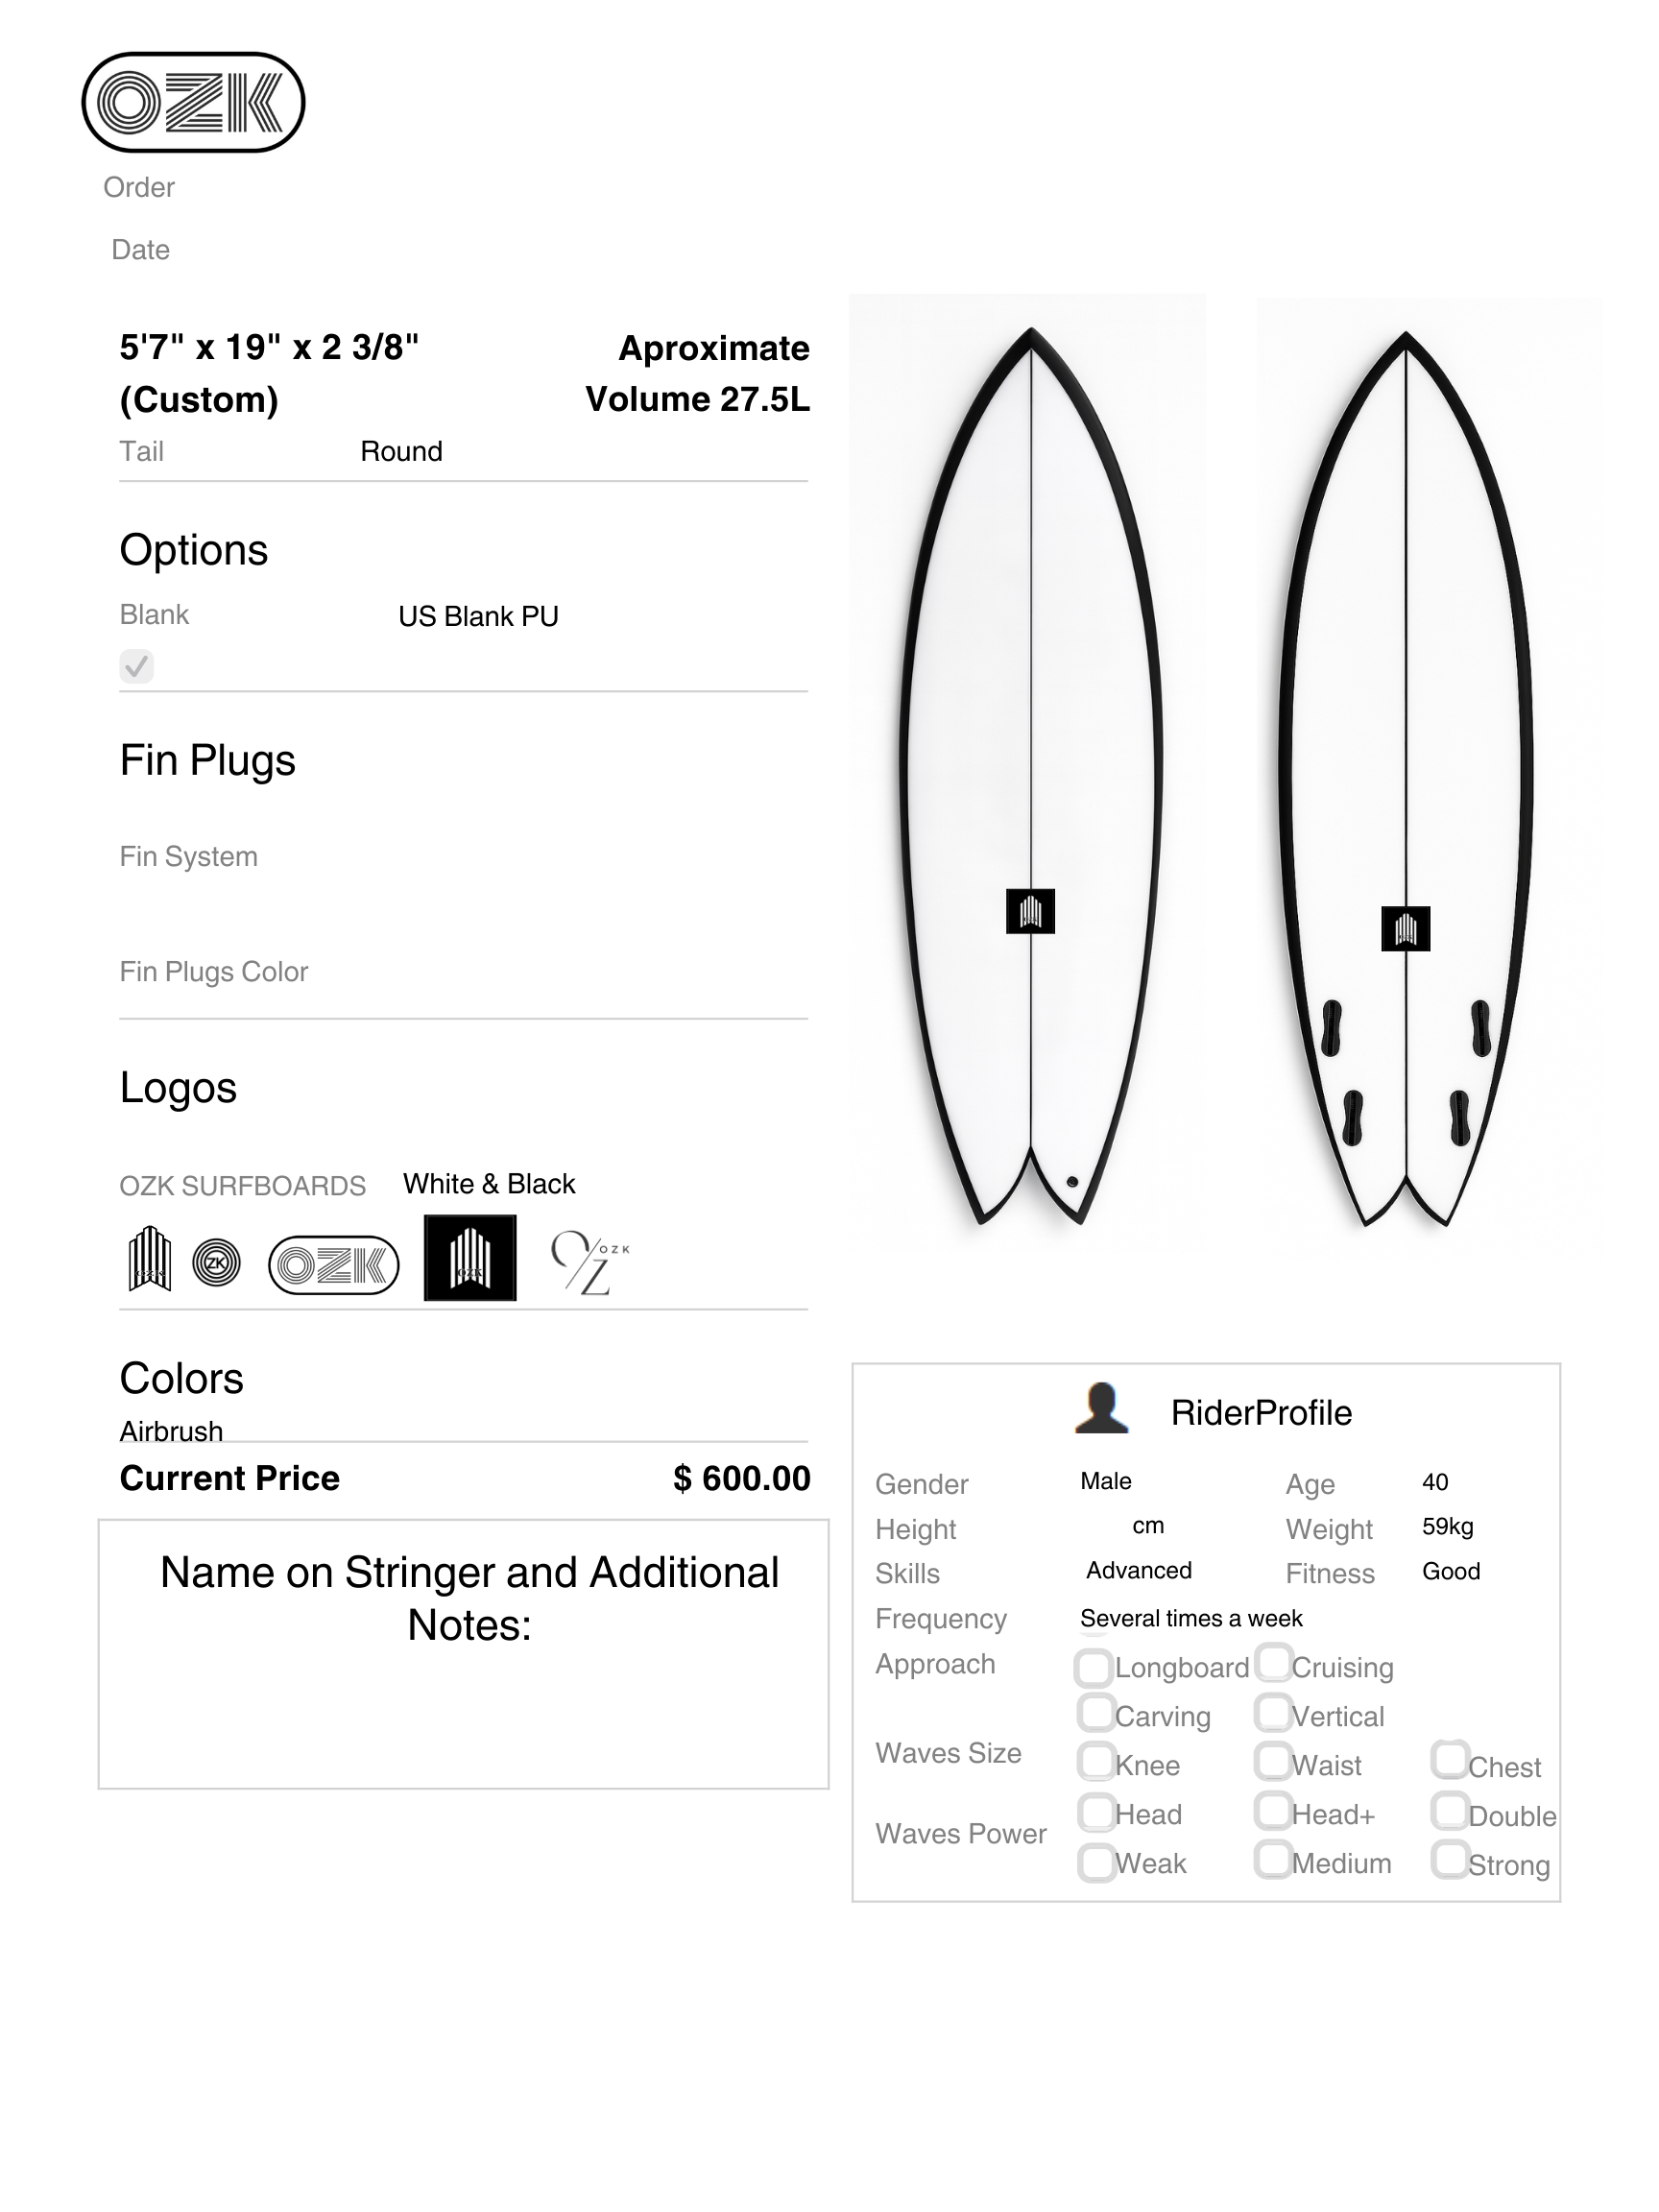 OZK
Order
Date
5'7" x 19" x 2 3/8"
(Custom)
Aproximate
Volume 27.5L
Tail Round
Options
Blank US Blank PU
Fin Plugs
Fin System
Fin Plugs Color
Logos
OZK SURFBOARDS White & Black
OZK ZK OZK OZK OZ OZK
Colors
Airbrush
Current Price $ 600.00
Name on Stringer and Additional
Notes:
RiderProfile
Gender Male Age 40
Height cm Weight 59kg
Skills Advanced Fitness Good
Frequency Several times a week
Approach Longboard Cruising
Carving Vertical
Waves Size Knee Waist Chest
Head Head+ Double
Waves Power
Weak Medium Strong